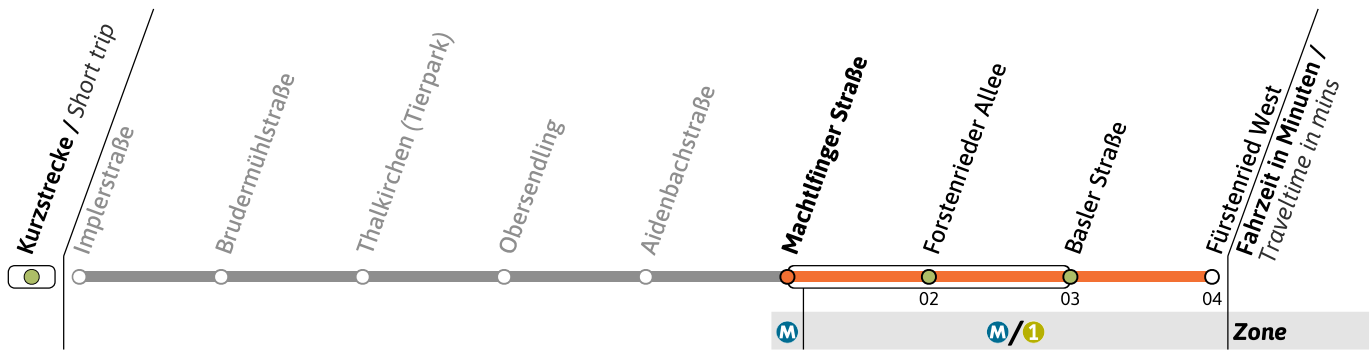 Kurzstrecke / Short trip
Implerstraße
Brudermühlstraße
Thalkirchen (Tierpark)
Obersendling
Aidenbachstraße
Machtlfinger Straße
Forstenrieder Allee
Basler Straße
Fürstenried West
Fahrzeit in Minuten /
Traveltime in mins
02 03 04
M M/1 Zone